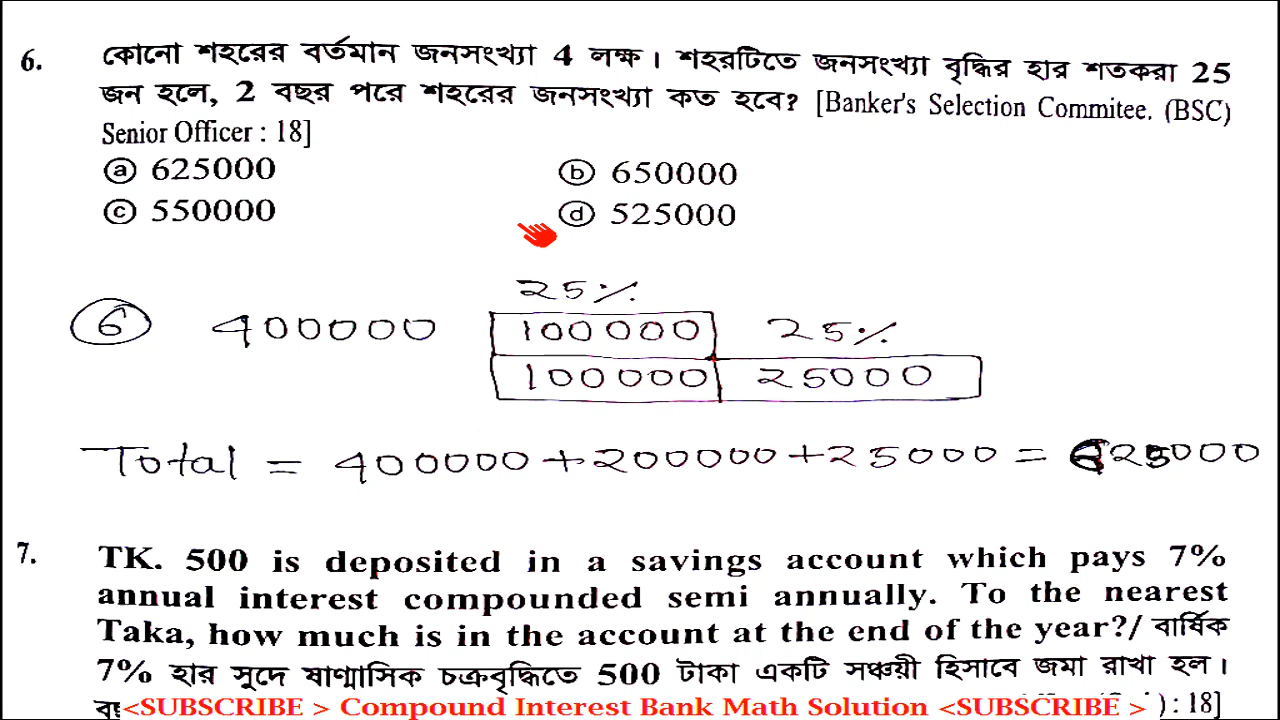 6. কোনো শহরের বর্তমান জনসংখ্যা 4 লক্ষ। শহরটিতে জনসংখ্যা বৃদ্ধির হার শতকরা 25
জন হলে, 2 বছর পরে শহরের জনসংখ্যা কত হবে? [Banker's Selection Commitee. (BSC)
Senior Officer : 18]
ⓐ 625000 ⓑ 650000
ⓒ 550000 ⓓ 525000
25%
6 400000 100000 25%
100000 25000
Total = 400000 + 200000 + 25000 = 625000
7. TK. 500 is deposited in a savings account which pays 7%
annual interest compounded semi annually. To the nearest
Taka, how much is in the account at the end of the year?/ বার্ষিক
7% হার সুদে ষাণ্মাসিক চক্রবৃদ্ধিতে 500 টাকা একটি সঞ্চয়ী হিসাবে জমা রাখা হল।
<SUBSCRIBE > Compound Interest Bank Math Solution <SUBSCRIBE > ) : 18]